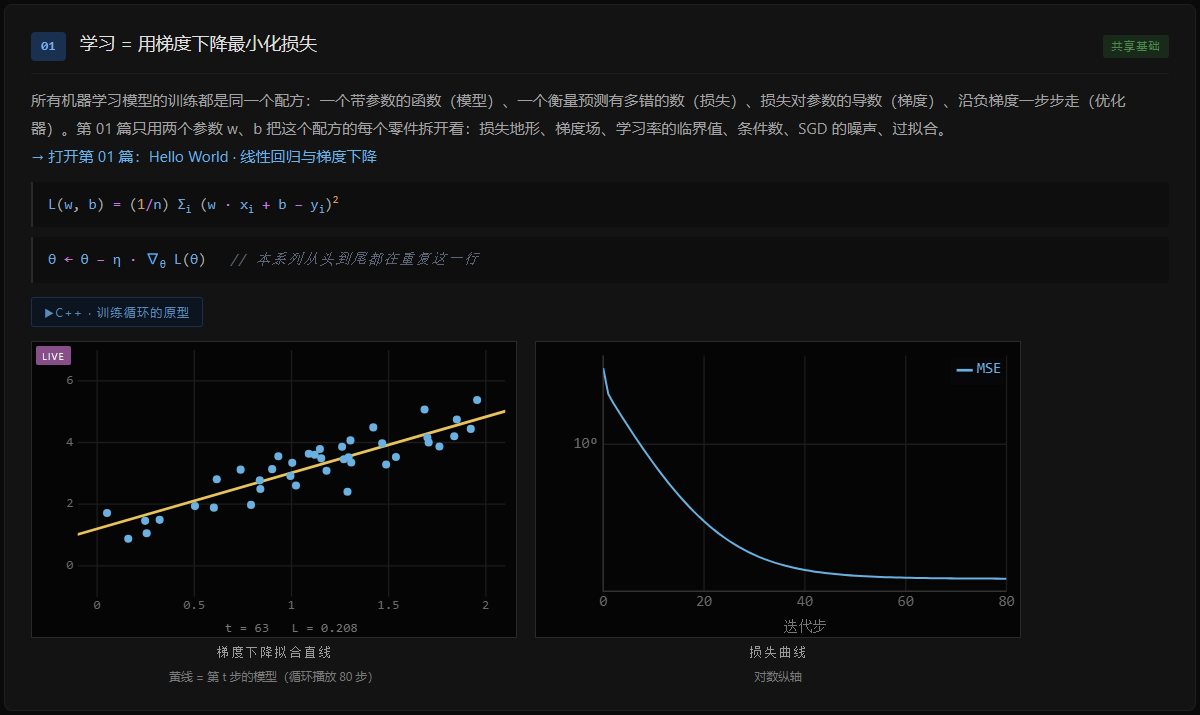 01 学习 = 用梯度下降最小化损失
共享基础
所有机器学习模型的训练都是同一个配方：一个带参数的函数（模型）、一个衡量预测有多错的数（损失）、损失对参数的导数（梯度）、沿负梯度一步步走（优化
器）。第 01 篇只用两个参数 w、b 把这个配方的每个零件拆开看：损失地形、梯度场、学习率的临界值、条件数、SGD 的噪声、过拟合。
→ 打开第 01 篇：Hello World · 线性回归与梯度下降
L(w, b) = (1/n) Σᵢ (w · xᵢ + b − yᵢ)²
θ ← θ − η · ∇θ L(θ) // 本系列从头到尾都在重复这一行
▶C++ · 训练循环的原型
LIVE
6
4
2
0
0 0.5 1 1.5 2
t = 63 L = 0.208
梯度下降拟合直线
黄线 = 第 t 步的模型（循环播放 80 步）
MSE
10⁰
0 20 40 60 80
迭代步
损失曲线
对数纵轴